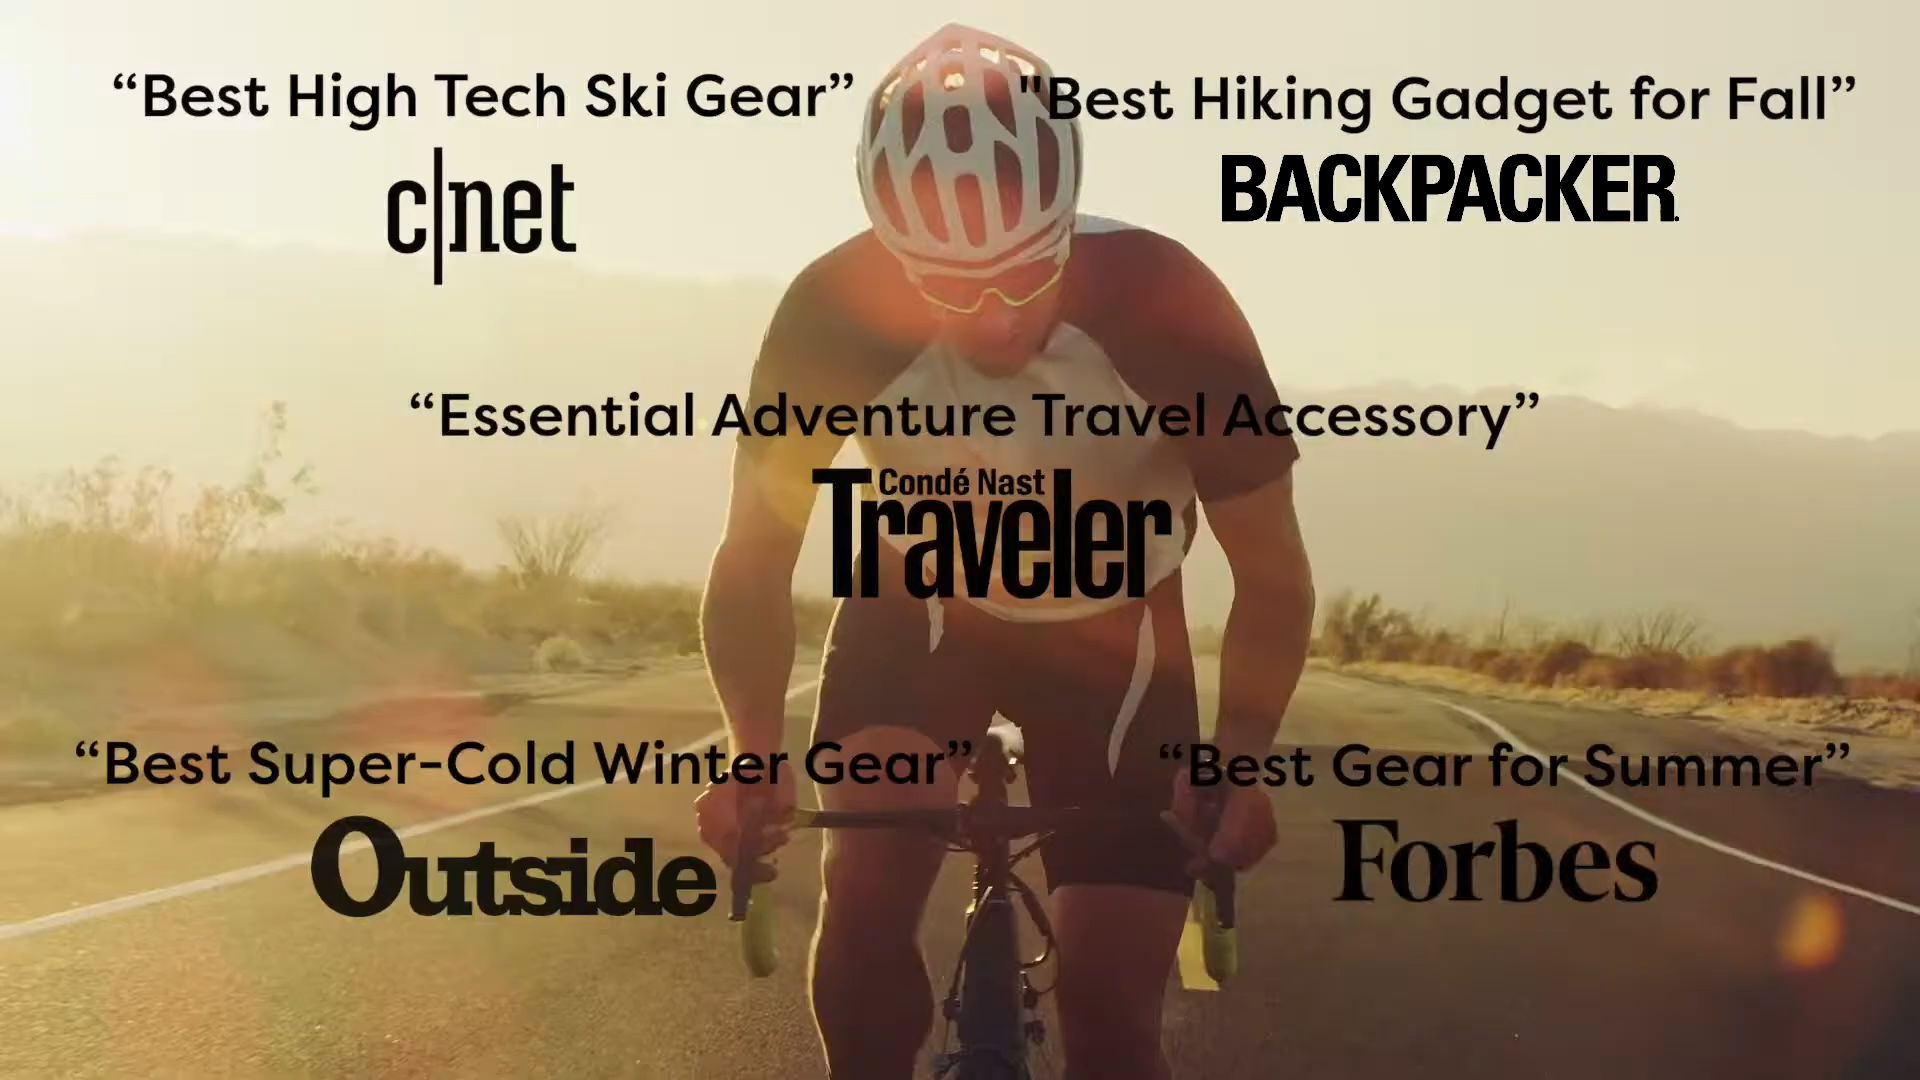 “Best High Tech Ski Gear”
c|net
"Best Hiking Gadget for Fall”
BACKPACKER.
“Essential Adventure Travel Accessory”
Condé Nast
Traveler
“Best Super-Cold Winter Gear”
Outside
“Best Gear for Summer”
Forbes